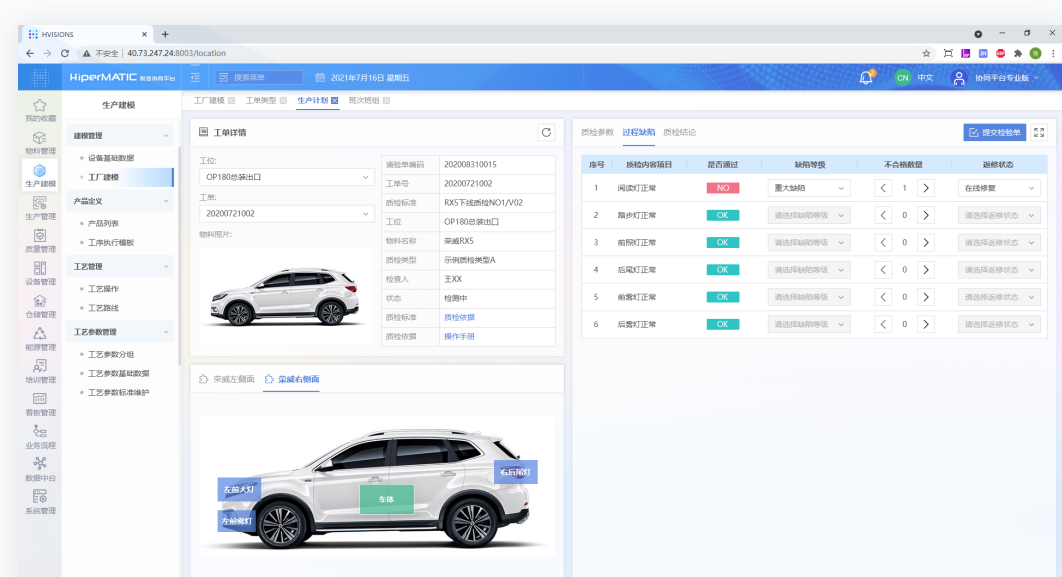 HVISIONS
不安全 40.73.247.24:8003/location
HiperMATIC 智造协同平台
搜索菜单
2021年7月16日 星期五
CN 中文
协同平台专业版
我的收藏
物料管理
生产建模
生产管理
质量管理
设备管理
仓储管理
能源管理
培训管理
看板管理
业务流程
数据中台
系统管理
生产建模
建模管理
设备基础数据
工厂建模
产品定义
产品列表
工序执行模板
工艺管理
工艺操作
工艺路线
工艺参数管理
工艺参数分组
工艺参数基础数据
工艺参数标准维护
工厂建模 工单类型 生产计划 班次班组
工单详情
工位:
OP180总装出口
工单:
20200721002
物料照片:
请验单编码 202008310015
工单号 20200721002
质检标准 RX5下线质检NO1/V02
工位 OP180总装出口
物料名称 荣威RX5
质检类型 示例质检类型A
检查人 王XX
状态 检测中
质检标准 质检依据
质检依据 操作手册
荣威左侧面 荣威右侧面
左前大灯
左前雾灯
车体
右后尾灯
质检参数 过程缺陷 质检结论
提交检验单
序号 质检内容项目 是否通过 缺陷等级 不合格数量 返修状态
1 阅读灯正常 NO 重大缺陷 1 在线修复
2 踏步灯正常 OK 请选择缺陷等级 0 请选择返修状态
3 前照灯正常 OK 请选择缺陷等级 0 请选择返修状态
4 后尾灯正常 OK 请选择缺陷等级 0 请选择返修状态
5 前雾灯正常 OK 请选择缺陷等级 0 请选择返修状态
6 后雾灯正常 OK 请选择缺陷等级 0 请选择返修状态